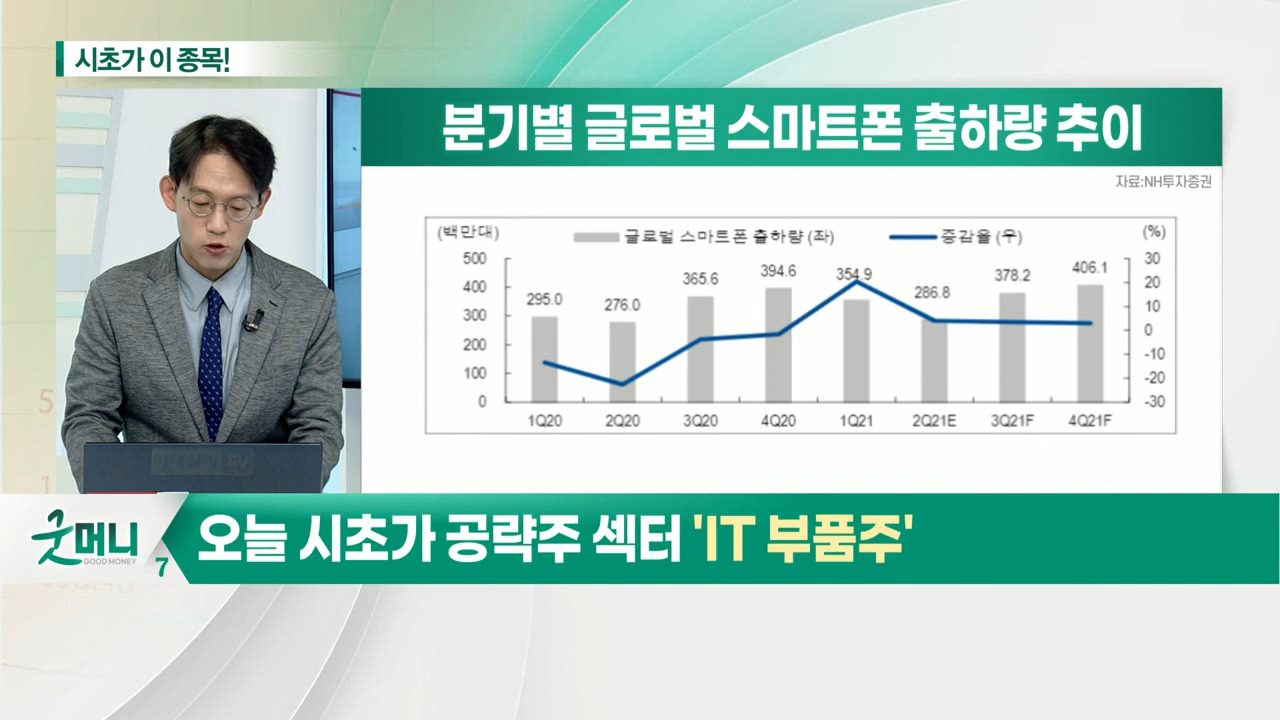 시초가 이 종목!
분기별 글로벌 스마트폰 출하량 추이
자료:NH투자증권
(백만대) 글로벌 스마트폰 출하량 (좌) 증감율 (우) (%)
500 30
400 20
300 10
200 0
100 -10
0 -20
-30
295.0 276.0 365.6 394.6 354.9 286.8 378.2 406.1
1Q20 2Q20 3Q20 4Q20 1Q21 2Q21E 3Q21F 4Q21F
이데일리 TV
굿머니
GOOD MONEY
7
오늘 시초가 공략주 섹터 'IT 부품주'